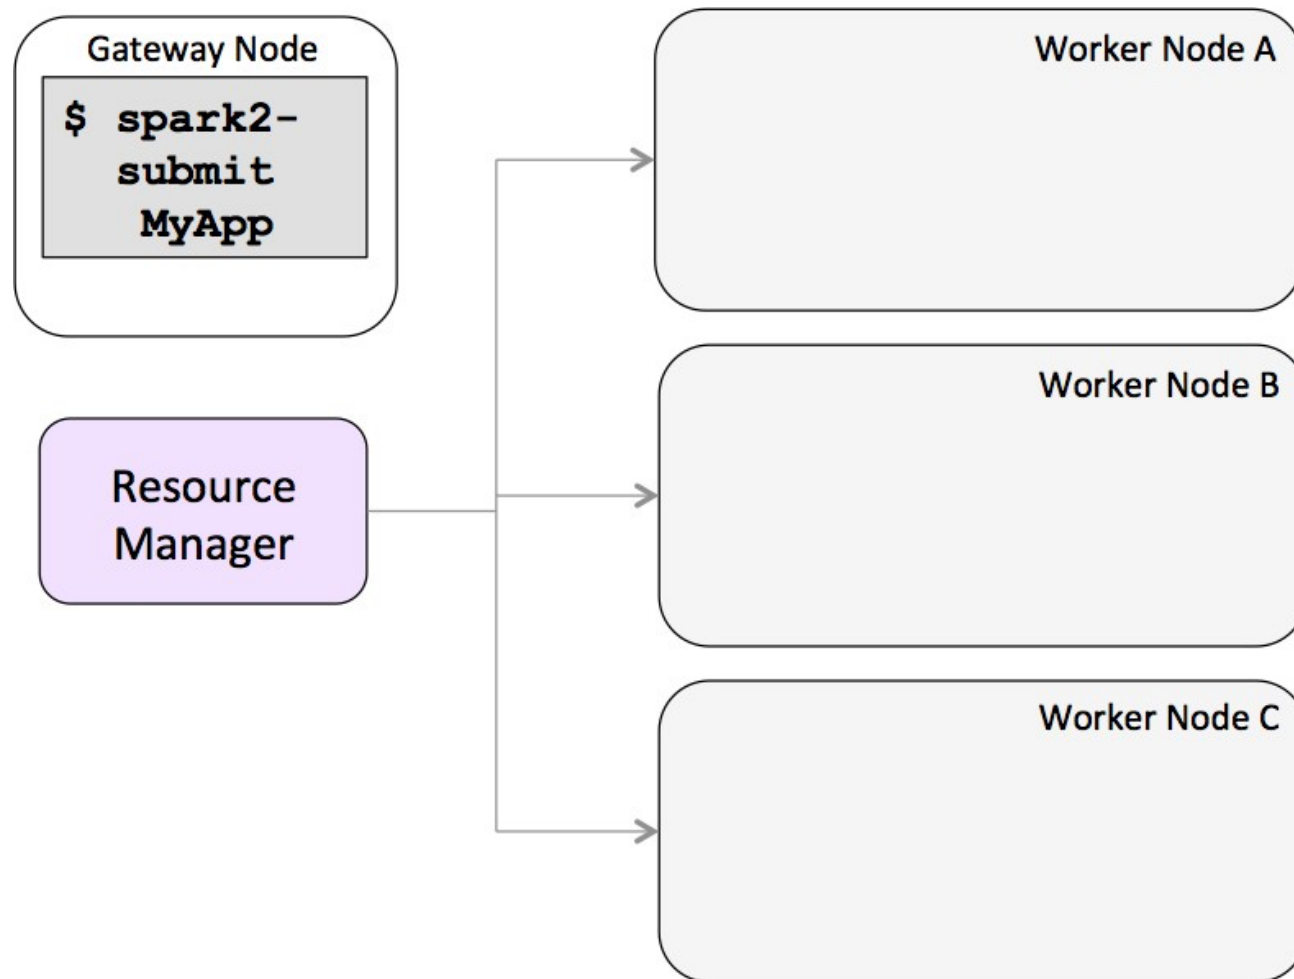 Gateway Node
$ spark2-
submit
MyApp
Resource
Manager
Worker Node A
Worker Node B
Worker Node C